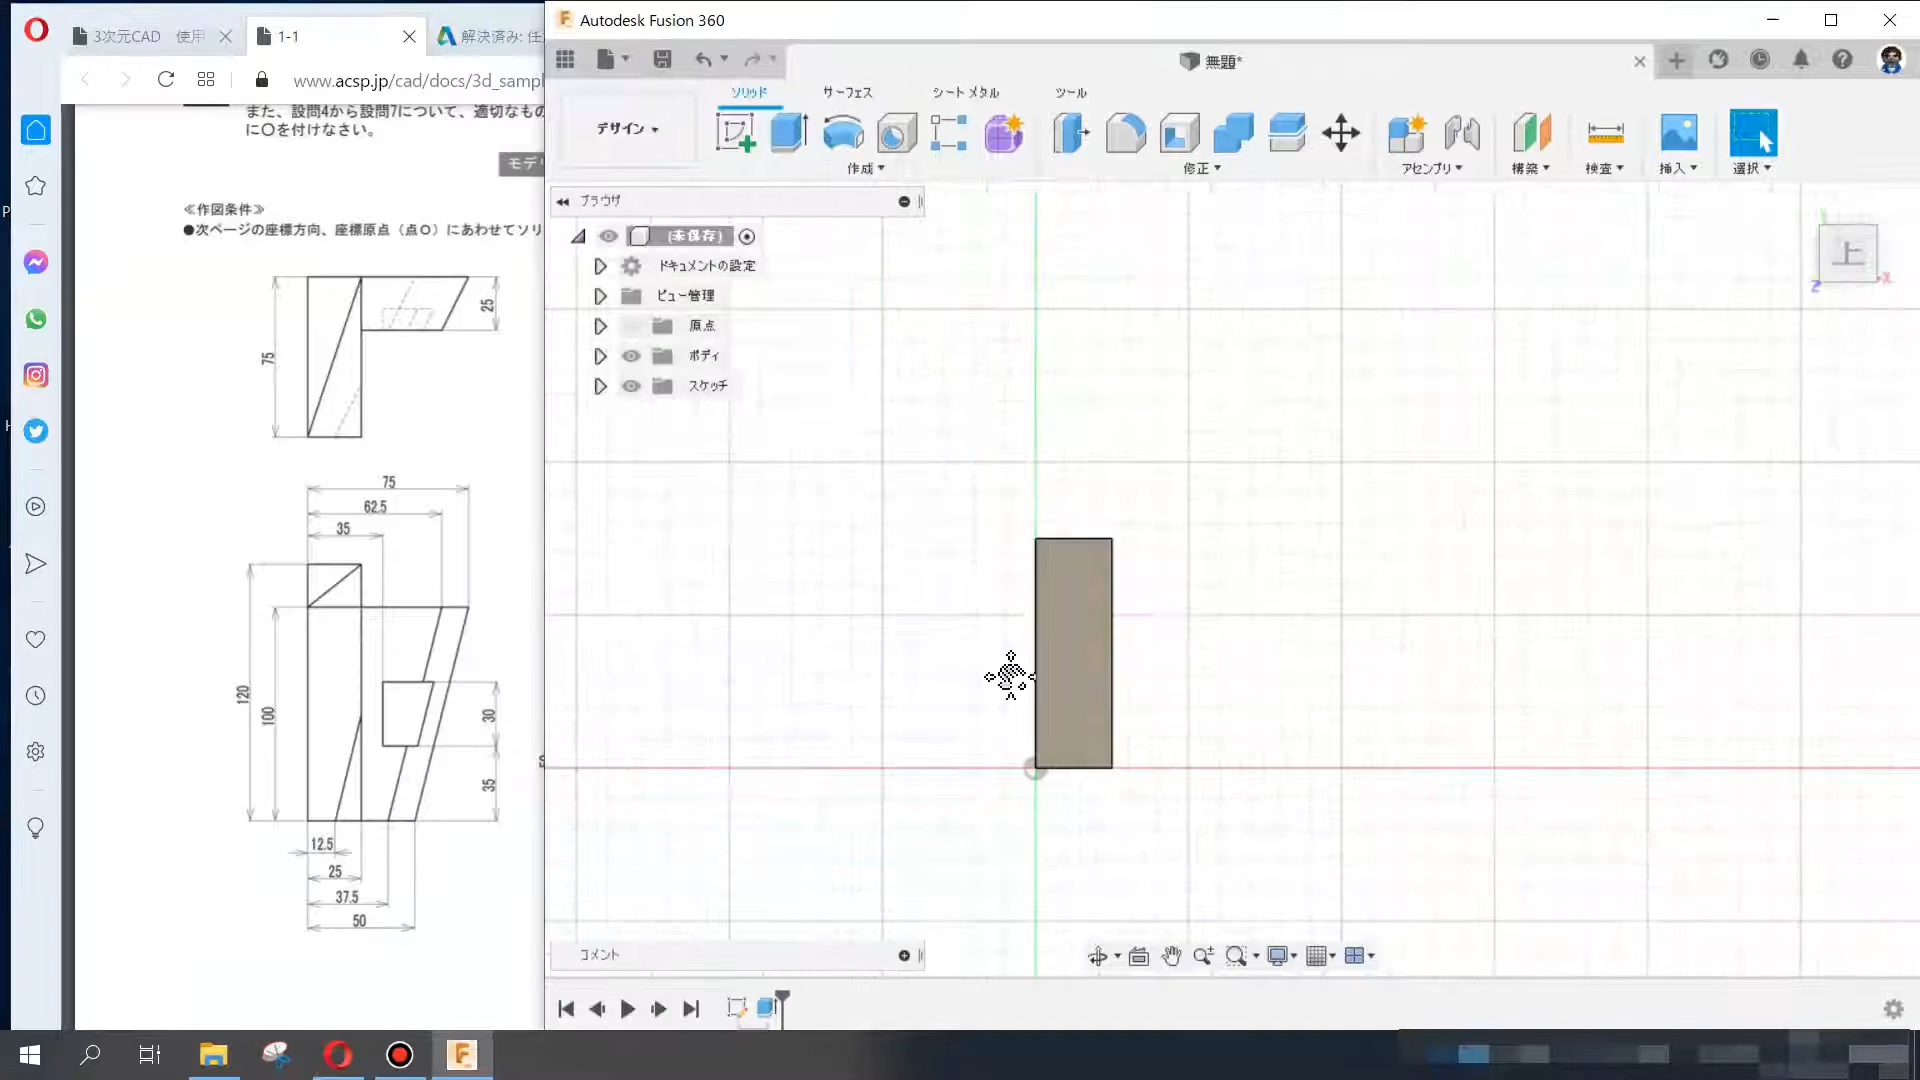 3次元CAD 使用
1-1
解決済み: 任
www.acsp.jp/cad/docs/3d_sampl
また、設問4から設問7について、適切なもの
に○を付けなさい。
モデリ
≪作図条件≫
●次ページの座標方向、座標原点（点O）にあわせてソリ
25
75
75
62.5
35
120
100
30
35
12.5
25
37.5
50
Autodesk Fusion 360
無題*
ソリッド
サーフェス
シート メタル
ツール
デザイン
作成
修正
アセンブリ
構築
検査
挿入
選択
ブラウザ
(未保存)
ドキュメントの設定
ビュー管理
原点
ボディ
スケッチ
上
Y
X
Z
コメント